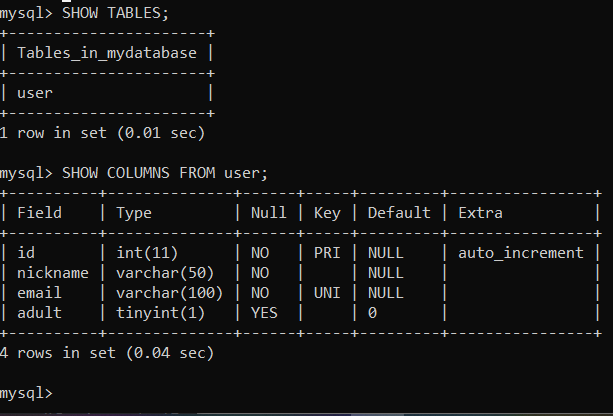 mysql> SHOW TABLES;
+----------------------+
| Tables_in_mydatabase |
+----------------------+
| user                 |
+----------------------+
1 row in set (0.01 sec)

mysql> SHOW COLUMNS FROM user;
+----------+--------------+------+-----+---------+----------------+
| Field    | Type         | Null | Key | Default | Extra          |
+----------+--------------+------+-----+---------+----------------+
| id       | int(11)      | NO   | PRI | NULL    | auto_increment |
| nickname | varchar(50)  | NO   |     | NULL    |                |
| email    | varchar(100) | NO   | UNI | NULL    |                |
| adult    | tinyint(1)   | YES  |     | 0       |                |
+----------+--------------+------+-----+---------+----------------+
4 rows in set (0.04 sec)

mysql>